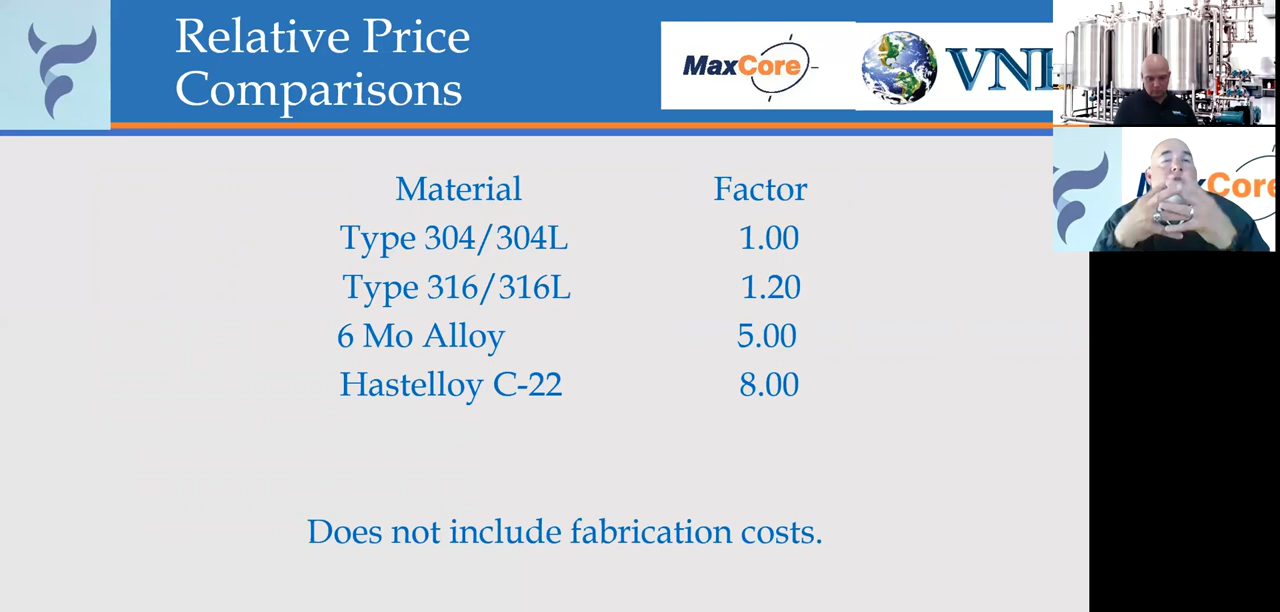 Relative Price
Comparisons
MaxCore
Material Factor
Type 304/304L 1.00
Type 316/316L 1.20
6 Mo Alloy 5.00
Hastelloy C-22 8.00
Does not include fabrication costs.